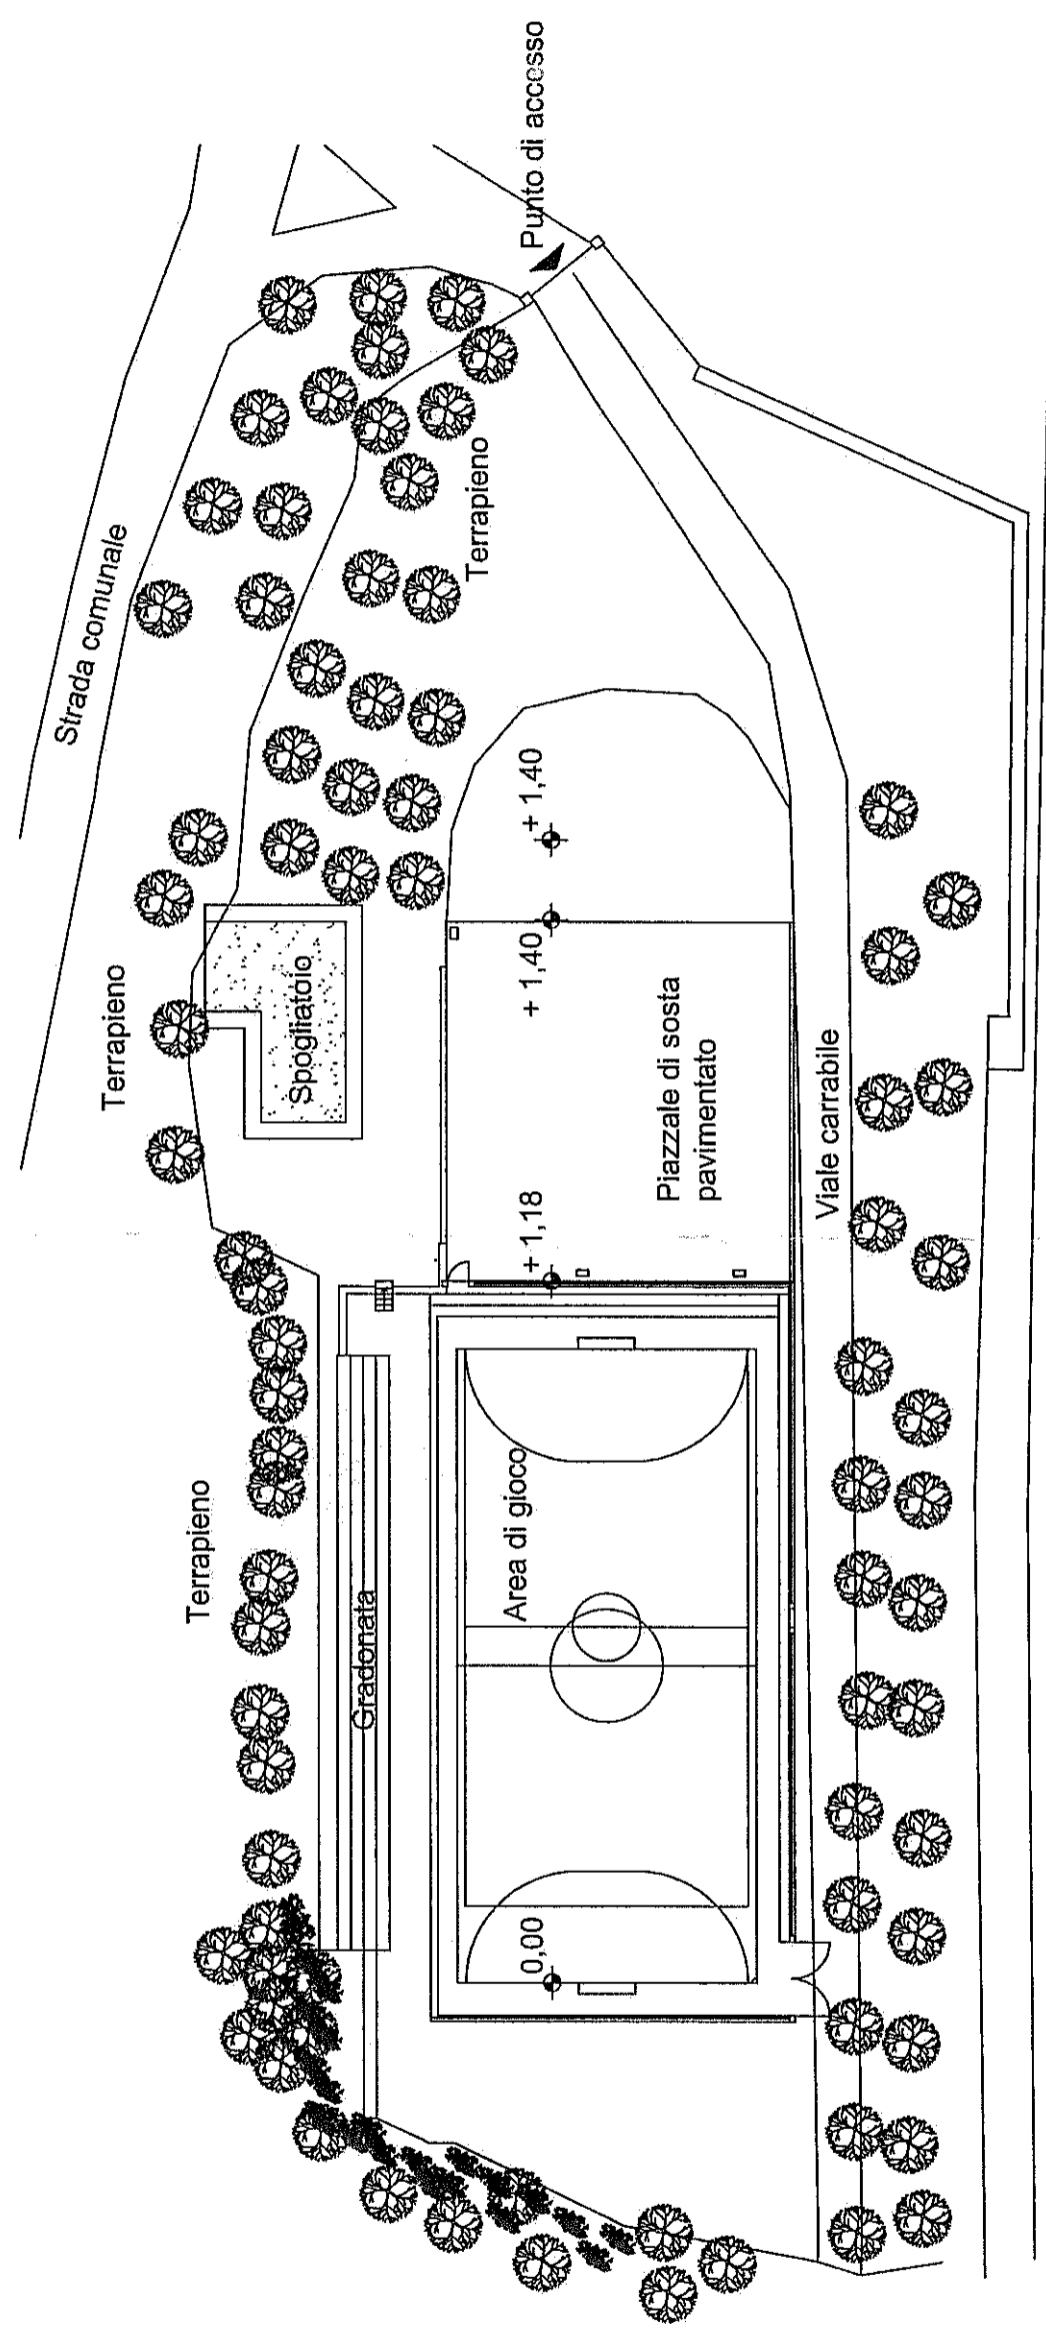 Punto di accesso
Strada comunale
Terrapieno
+ 1,40
+ 1,40
Terrapieno
Spogliatoio
Piazzale di sosta
pavimentato
Viale carrabile
+ 1,18
Terrapieno
Gradonata
Area di gioco
0,00